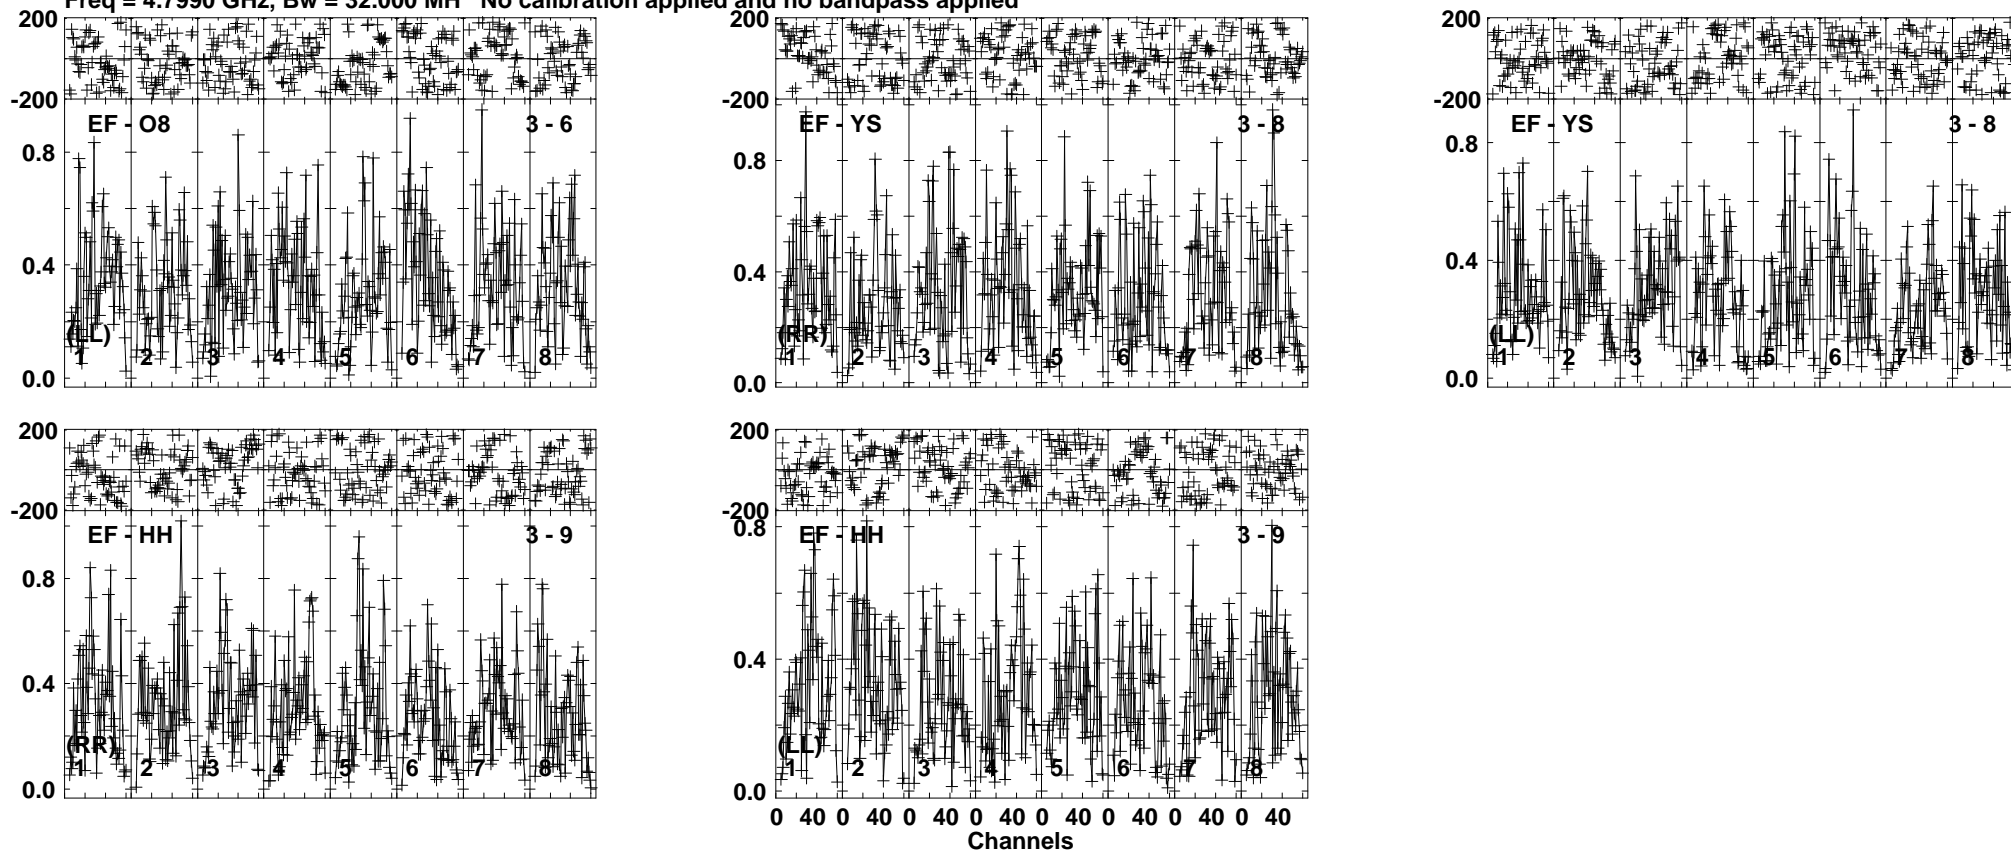 Freq = 4.7990 GHz, Bw = 32.000 MH No calibration applied and no bandpass applied
200
-200
EF - O8
3 - 6
0.8
0.4
0.0
(LL)
1 2 3 4 5 6 7 8
200
-200
EF - YS
3 - 8
0.8
0.4
0.0
(RR)
1 2 3 4 5 6 7 8
200
-200
EF - YS
3 - 8
0.8
0.4
0.0
(LL)
1 2 3 4 5 6 7 8
200
-200
EF - HH
3 - 9
0.8
0.4
0.0
(RR)
1 2 3 4 5 6 7 8
200
-200
EF - HH
3 - 9
0.8
0.4
0.0
(LL)
1 2 3 4 5 6 7 8
0 40 0 40 0 40 0 40 0 40 0 40 0 40 0 40
Channels